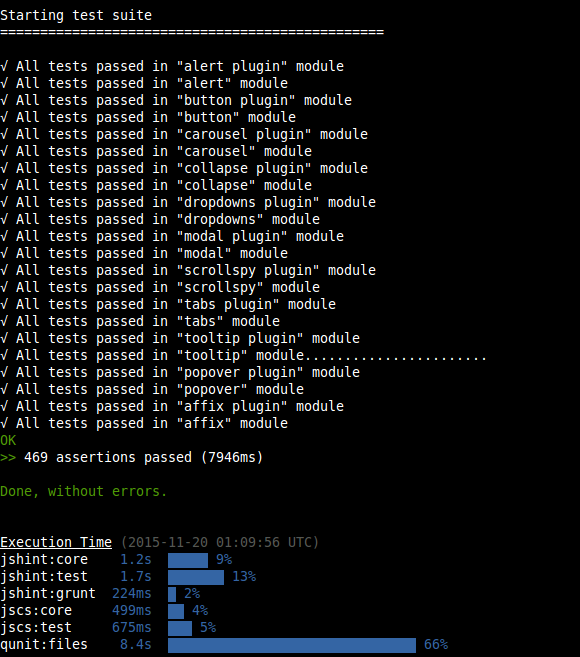 Starting test suite
================================================
√ All tests passed in "alert plugin" module
√ All tests passed in "alert" module
√ All tests passed in "button plugin" module
√ All tests passed in "button" module
√ All tests passed in "carousel plugin" module
√ All tests passed in "carousel" module
√ All tests passed in "collapse plugin" module
√ All tests passed in "collapse" module
√ All tests passed in "dropdowns plugin" module
√ All tests passed in "dropdowns" module
√ All tests passed in "modal plugin" module
√ All tests passed in "modal" module
√ All tests passed in "scrollspy plugin" module
√ All tests passed in "scrollspy" module
√ All tests passed in "tabs plugin" module
√ All tests passed in "tabs" module
√ All tests passed in "tooltip plugin" module
√ All tests passed in "tooltip" module.......................
√ All tests passed in "popover plugin" module
√ All tests passed in "popover" module
√ All tests passed in "affix plugin" module
√ All tests passed in "affix" module
OK
>> 469 assertions passed (7946ms)
Done, without errors.
Execution Time (2015-11-20 01:09:56 UTC)
jshint:core 1.2s 9%
jshint:test 1.7s 13%
jshint:grunt 224ms 2%
jscs:core 499ms 4%
jscs:test 675ms 5%
qunit:files 8.4s 66%